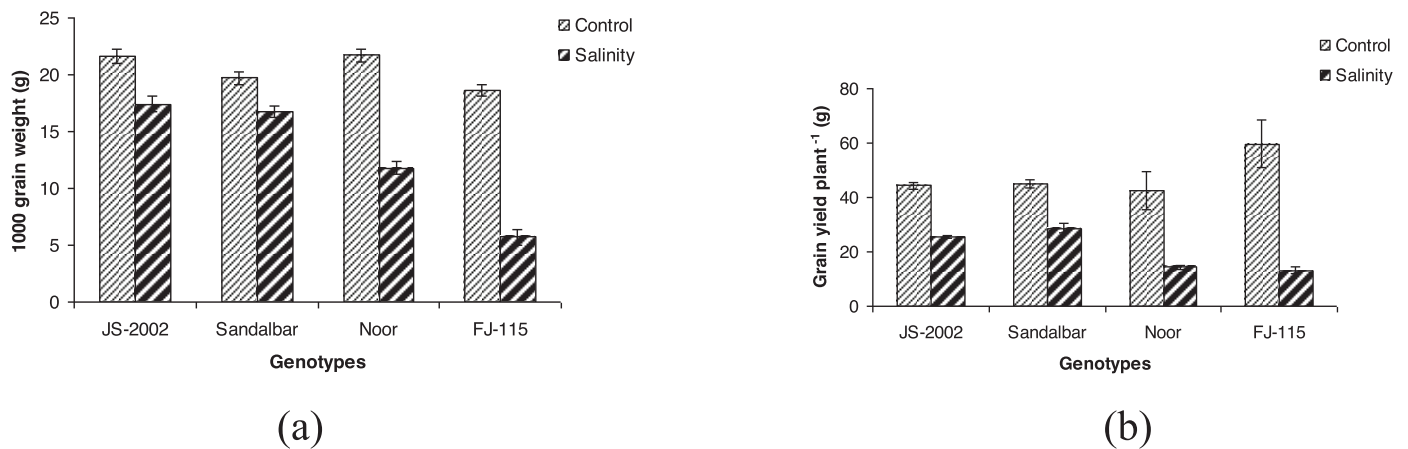 25
20
15
10
5
0
1000 grain weight (g)
Control
Salinity
JS-2002 Sandalbar Noor FJ-115
Genotypes
(a)
80
60
40
20
0
Grain yield plant -1 (g)
Control
Salinity
JS-2002 Sandalbar Noor FJ-115
Genotypes
(b)